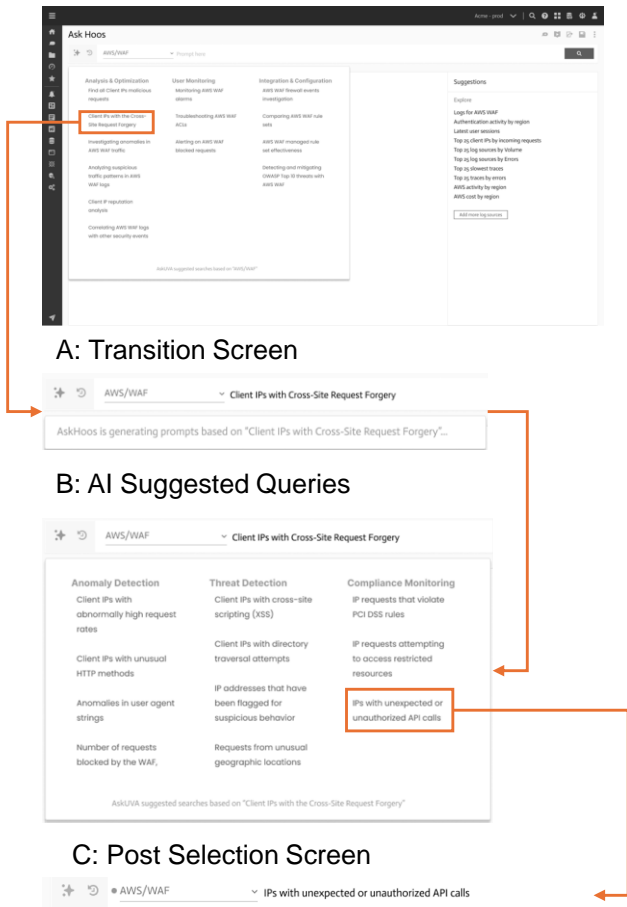 Acme - prod
Ask Hoos
AWS/WAF
Prompt here
Analysis & Optimization
Find all Client IPs malicious
requests
Client IPs with the Cross-
Site Request Forgery
Investigating anomalies in
AWS WAF traffic
Analyzing suspicious
traffic patterns in AWS
WAF logs
Client IP reputation
analysis
Correlating AWS WAF logs
with other security events
User Monitoring
Monitoring AWS WAF
alarms
Troubleshooting AWS WAF
ACLs
Alerting on AWS WAF
blocked requests
Integration & Configuration
AWS WAF firewall events
investigation
Comparing AWS WAF rule
sets
AWS WAF managed rule
set effectiveness
Detecting and mitigating
OWASP Top 10 threats with
AWS WAF
AskUVA suggested searches based on "AWS/WAF"
Suggestions
Explore
Logs for AWS WAF
Authentication activity by region
Latest user sessions
Top 25 client IPs by incoming requests
Top 25 log sources by Volume
Top 25 log sources by Errors
Top 25 slowest traces
Top 25 traces by errors
AWS activity by region
AWS cost by region
Add more log sources
A: Transition Screen
AWS/WAF
Client IPs with Cross-Site Request Forgery
AskHoos is generating prompts based on "Client IPs with Cross-Site Request Forgery"...
B: AI Suggested Queries
AWS/WAF
Client IPs with Cross-Site Request Forgery
Anomaly Detection
Client IPs with
abnormally high request
rates
Client IPs with unusual
HTTP methods
Anomalies in user agent
strings
Number of requests
blocked by the WAF,
Threat Detection
Client IPs with cross-site
scripting (XSS)
Client IPs with directory
traversal attempts
IP addresses that have
been flagged for
suspicious behavior
Requests from unusual
geographic locations
Compliance Monitoring
IP requests that violate
PCI DSS rules
IP requests attempting
to access restricted
resources
IPs with unexpected or
unauthorized API calls
AskUVA suggested searches based on "Client IPs with the Cross-Site Request Forgery"
C: Post Selection Screen
AWS/WAF
IPs with unexpected or unauthorized API calls